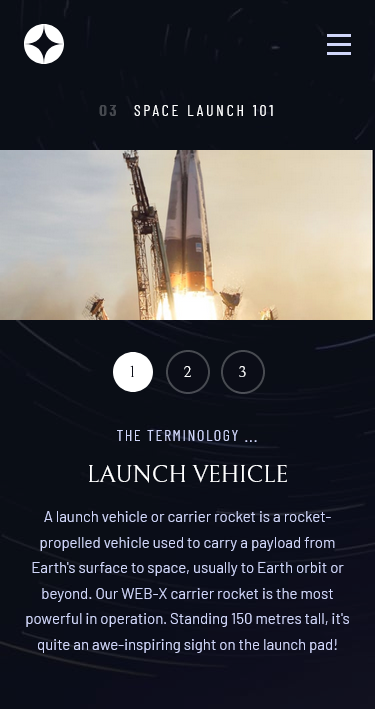 03 SPACE LAUNCH 101
1 2 3
THE TERMINOLOGY ...
LAUNCH VEHICLE
A launch vehicle or carrier rocket is a rocket-
propelled vehicle used to carry a payload from
Earth's surface to space, usually to Earth orbit or
beyond. Our WEB-X carrier rocket is the most
powerful in operation. Standing 150 metres tall, it's
quite an awe-inspiring sight on the launch pad!